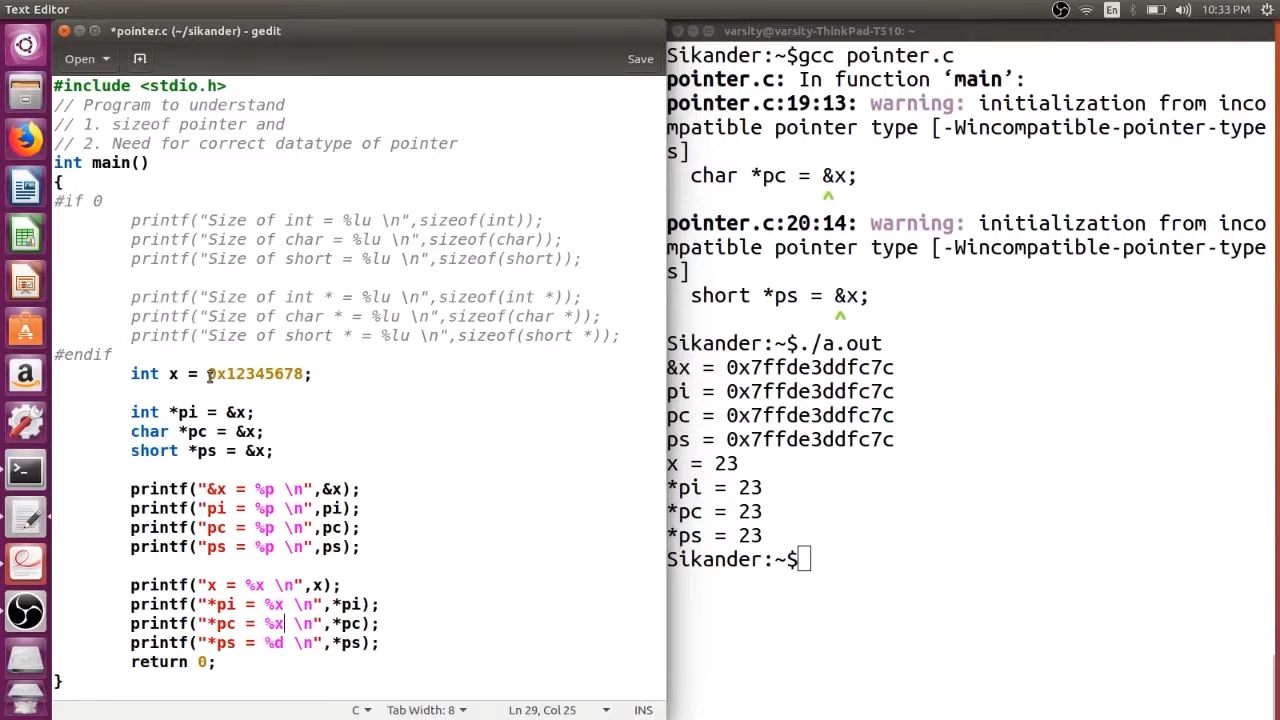 Text Editor
En
10:33 PM
*pointer.c (~/sikander) - gedit
Open
Save
#include <stdio.h>
// Program to understand
// 1. sizeof pointer and
// 2. Need for correct datatype of pointer
int main()
{
#if 0
printf("Size of int = %lu \n",sizeof(int));
printf("Size of char = %lu \n",sizeof(char));
printf("Size of short = %lu \n",sizeof(short));
printf("Size of int * = %lu \n",sizeof(int *));
printf("Size of char * = %lu \n",sizeof(char *));
printf("Size of short * = %lu \n",sizeof(short *));
#endif
int x = 0x12345678;
int *pi = &x;
char *pc = &x;
short *ps = &x;
printf("&x = %p \n",&x);
printf("pi = %p \n",pi);
printf("pc = %p \n",pc);
printf("ps = %p \n",ps);
printf("x = %x \n",x);
printf("*pi = %x \n",*pi);
printf("*pc = %x \n",*pc);
printf("*ps = %d \n",*ps);
return 0;
}
C
Tab Width: 8
Ln 29, Col 25
INS
varsity@varsity-ThinkPad-T510: ~
Sikander:~$gcc pointer.c
pointer.c: In function ‘main’:
pointer.c:19:13: warning: initialization from inco
mpatible pointer type [-Wincompatible-pointer-type
s]
char *pc = &x;
^
pointer.c:20:14: warning: initialization from inco
mpatible pointer type [-Wincompatible-pointer-type
s]
short *ps = &x;
^
Sikander:~$./a.out
&x = 0x7ffde3ddfc7c
pi = 0x7ffde3ddfc7c
pc = 0x7ffde3ddfc7c
ps = 0x7ffde3ddfc7c
x = 23
*pi = 23
*pc = 23
*ps = 23
Sikander:~$